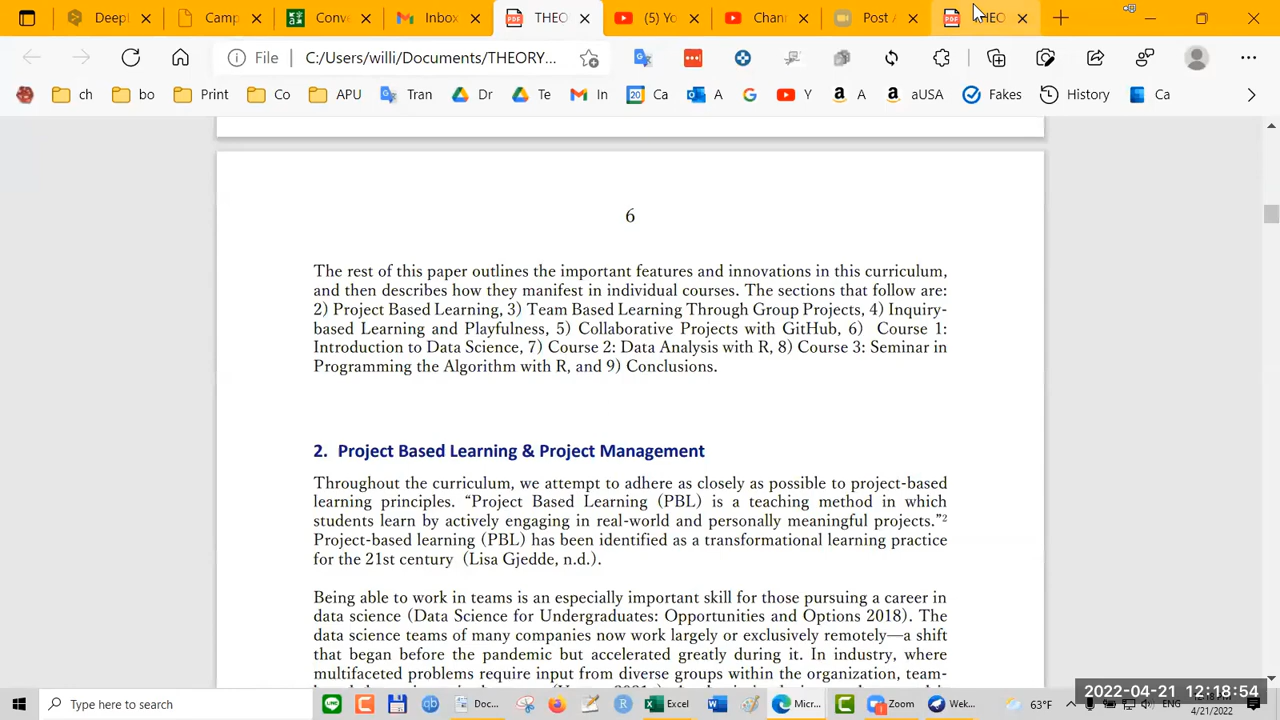 Deepl
Camp
Conv
Inbox
THEO
(5) Yo
Chann
Post
THEO
File
C:/Users/willi/Documents/THEORY...
ch
bo
Print
Co
APU
Tran
Dr
Te
In
Ca
A
G
Y
A
aUSA
Fakes
History
Ca
6
The rest of this paper outlines the important features and innovations in this curriculum,
and then describes how they manifest in individual courses. The sections that follow are:
2) Project Based Learning, 3) Team Based Learning Through Group Projects, 4) Inquiry-
based Learning and Playfulness, 5) Collaborative Projects with GitHub, 6) Course 1:
Introduction to Data Science, 7) Course 2: Data Analysis with R, 8) Course 3: Seminar in
Programming the Algorithm with R, and 9) Conclusions.
2. Project Based Learning & Project Management
Throughout the curriculum, we attempt to adhere as closely as possible to project-based
learning principles. “Project Based Learning (PBL) is a teaching method in which
students learn by actively engaging in real-world and personally meaningful projects.”2
Project-based learning (PBL) has been identified as a transformational learning practice
for the 21st century (Lisa Gjedde, n.d.).
Being able to work in teams is an especially important skill for those pursuing a career in
data science (Data Science for Undergraduates: Opportunities and Options 2018). The
data science teams of many companies now work largely or exclusively remotely—a shift
that began before the pandemic but accelerated greatly during it. In industry, where
multifaceted problems require input from diverse groups within the organization, team-
Type here to search
Doc...
Excel
Micr...
Zoom
Wek...
63°F
ENG
2022-04-21 12:18:54
4/21/2022